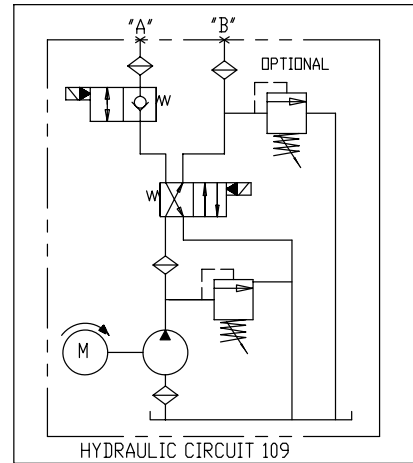 "A"
"B"
OPTIONAL
M
HYDRAULIC CIRCUIT 109